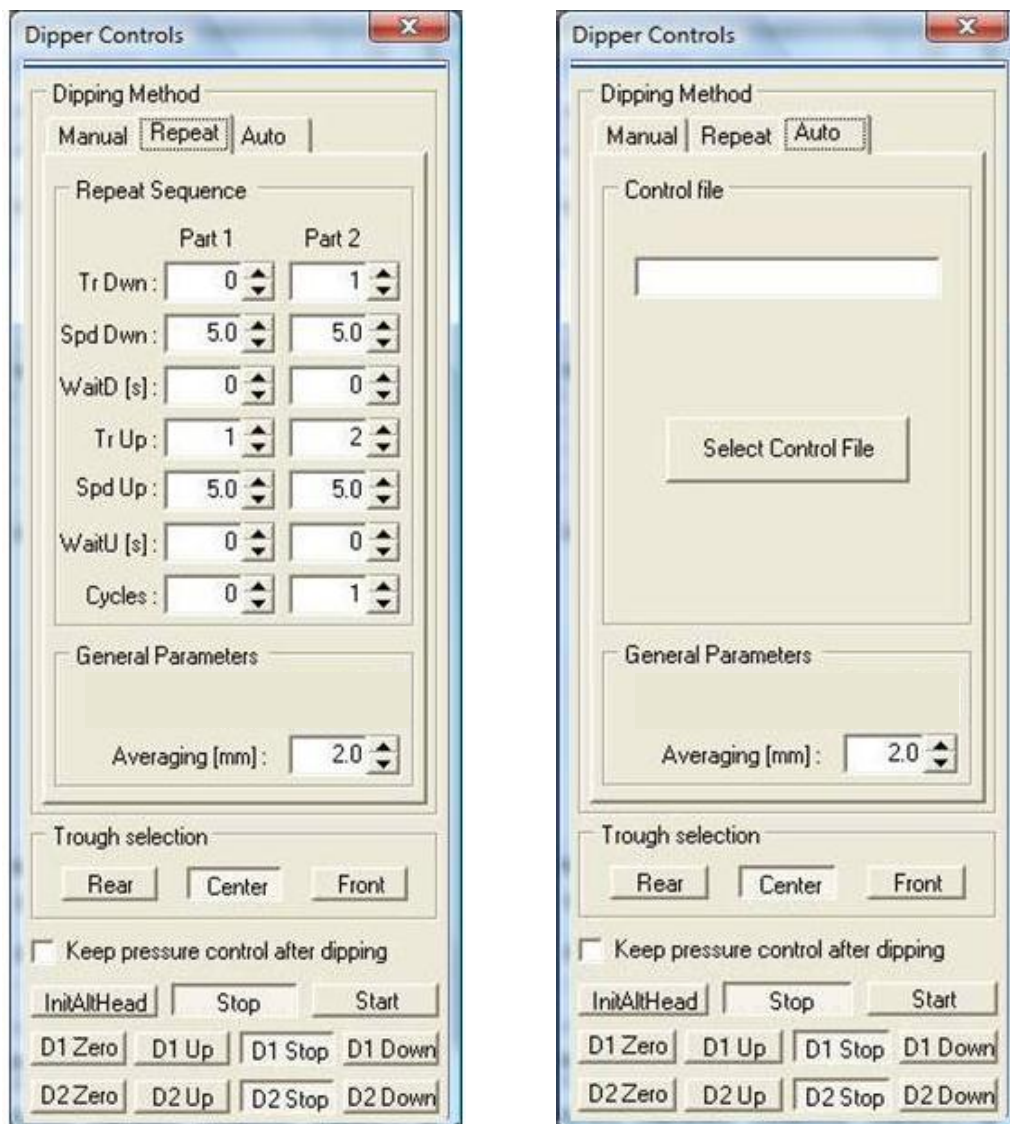 Dipper Controls
Dipping Method
Manual Repeat Auto
Repeat Sequence
Part 1 Part 2
Tr Dwn : 0 1
Spd Dwn : 5.0 5.0
WaitD [s] : 0 0
Tr Up : 1 2
Spd Up : 5.0 5.0
WaitU [s] : 0 0
Cycles : 0 1
General Parameters
Averaging [mm] : 2.0
Trough selection
Rear Center Front
Keep pressure control after dipping
InitAltHead Stop Start
D1 Zero D1 Up D1 Stop D1 Down
D2 Zero D2 Up D2 Stop D2 Down
Dipper Controls
Dipping Method
Manual Repeat Auto
Control file
Select Control File
General Parameters
Averaging [mm] : 2.0
Trough selection
Rear Center Front
Keep pressure control after dipping
InitAltHead Stop Start
D1 Zero D1 Up D1 Stop D1 Down
D2 Zero D2 Up D2 Stop D2 Down